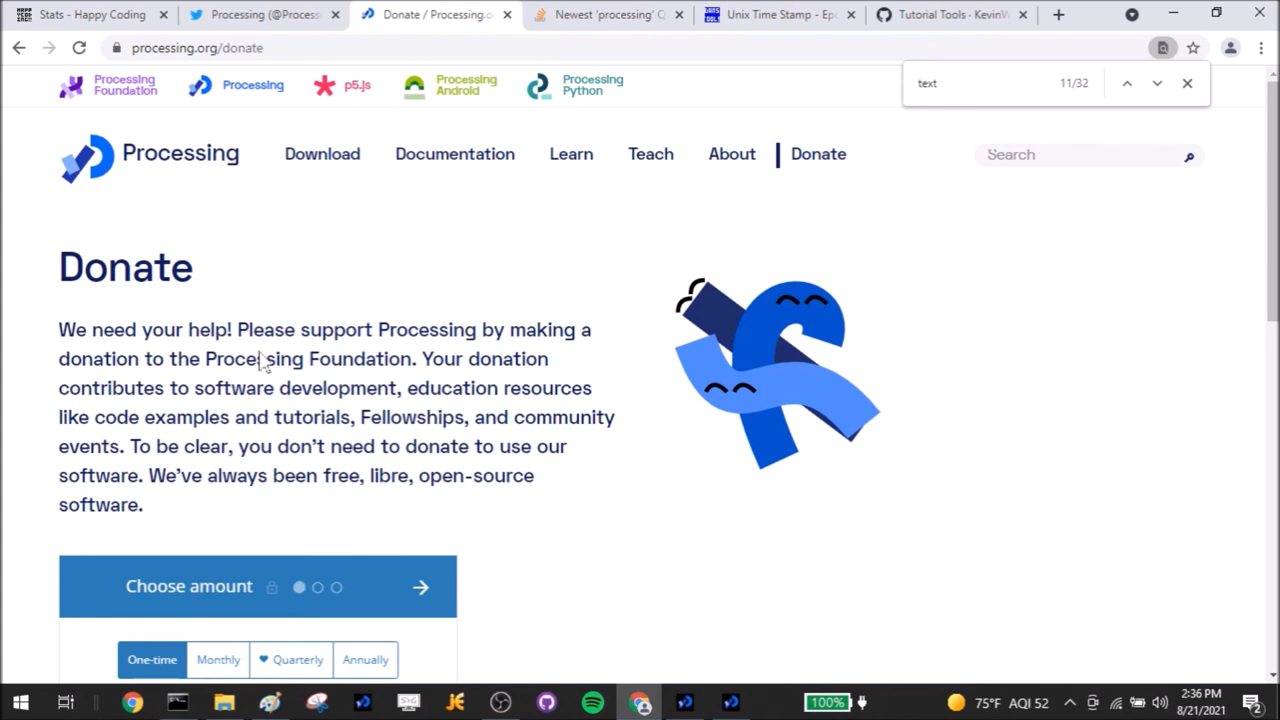 Stats - Happy Coding
Processing (@Process
Donate / Processing.o
Newest 'processing' Q
Unix Time Stamp - Epo
Tutorial Tools · KevinW
processing.org/donate
text 11/32
Processing Foundation
Processing
p5.js
Processing Android
Processing Python
Processing
Download Documentation Learn Teach About Donate
Search
Donate
We need your help! Please support Processing by making a
donation to the Processing Foundation. Your donation
contributes to software development, education resources
like code examples and tutorials, Fellowships, and community
events. To be clear, you don't need to donate to use our
software. We've always been free, libre, open-source
software.
Choose amount
One-time Monthly Quarterly Annually
100% 75°F AQI 52
2:36 PM
8/21/2021
2